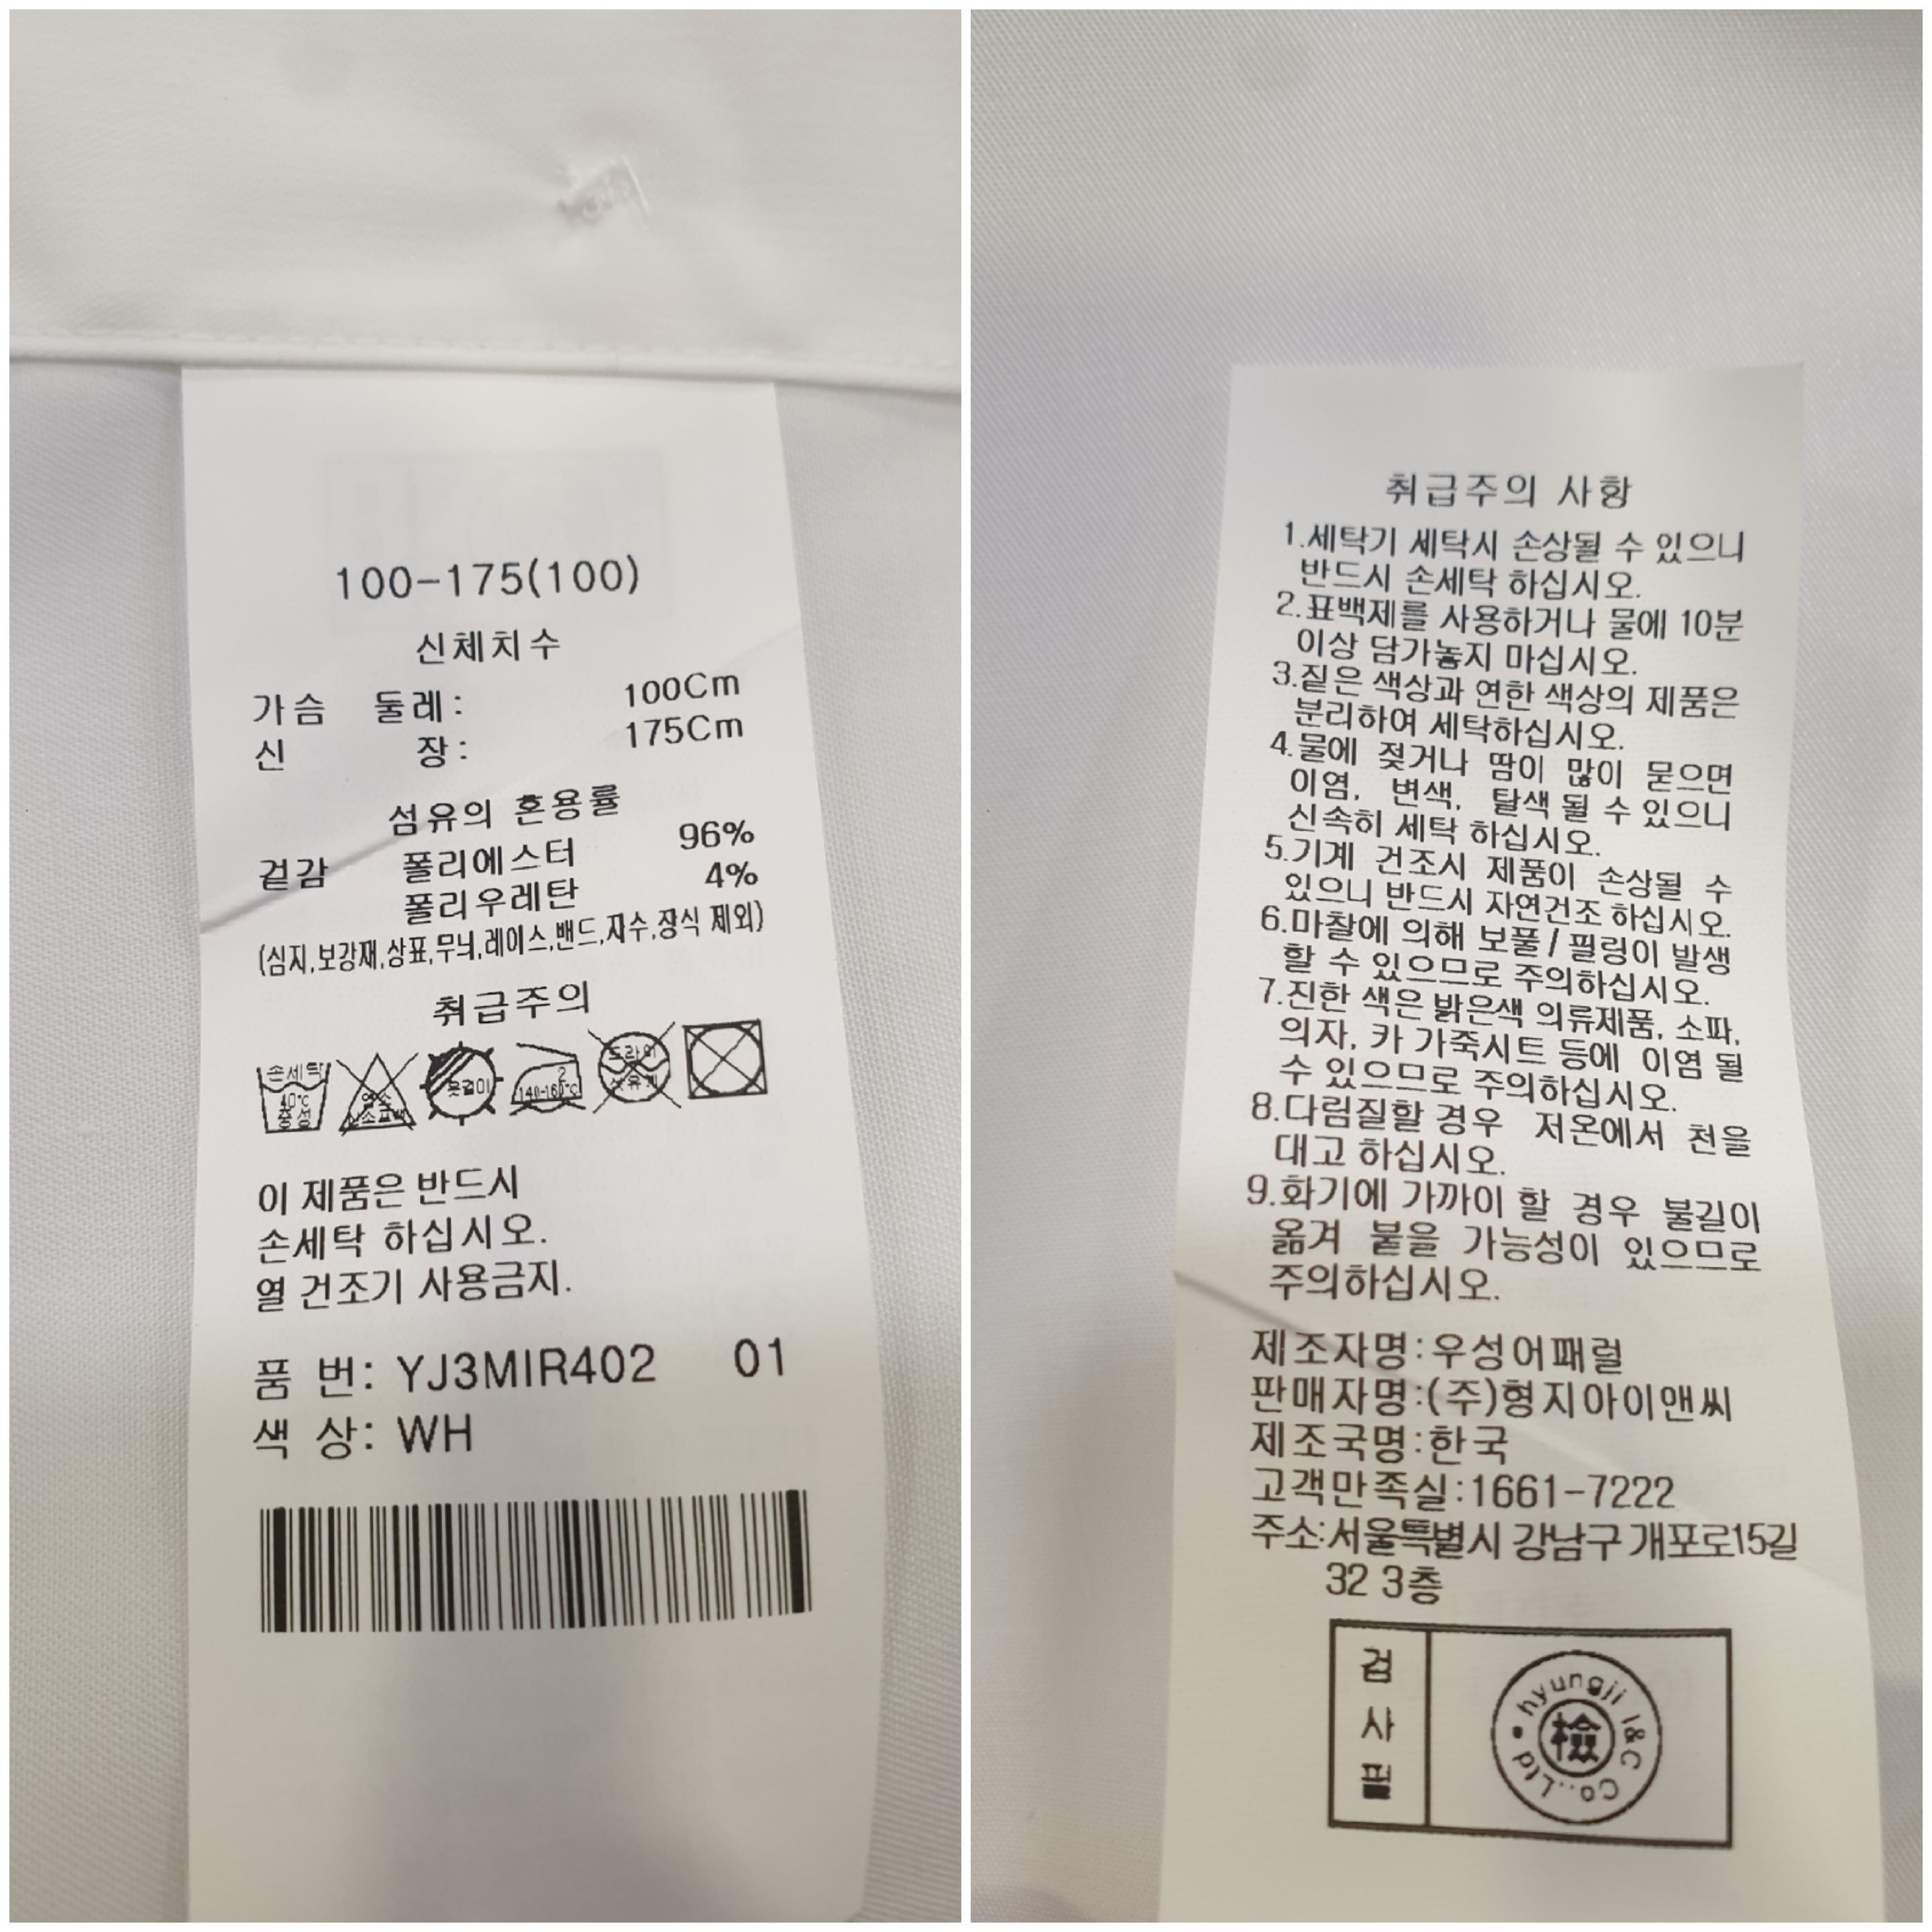 100-175(100)
신체치수
가슴 둘레: 100Cm
신 장: 175Cm
섬유의 혼용률
겉감 폴리에스터 96%
폴리우레탄 4%
(심지,보강재,상표,무늬,레이스,밴드,자수,장식 제외)
취급주의
손세탁
40℃
중성
염소
산소표백
옷걸이
2
140~160℃
드라이
석유계
이 제품은 반드시
손세탁 하십시오.
열 건조기 사용금지.
품 번: YJ3MIR402 01
색 상: WH
취급주의 사항
1.세탁기 세탁시 손상될 수 있으니
반드시 손세탁 하십시오.
2.표백제를 사용하거나 물에 10분
이상 담가놓지 마십시오.
3.짙은 색상과 연한 색상의 제품은
분리하여 세탁하십시오.
4.물에 젖거나 땀이 많이 묻으면
이염, 변색, 탈색 될 수 있으니
신속히 세탁 하십시오.
5.기계 건조시 제품이 손상될 수
있으니 반드시 자연건조 하십시오.
6.마찰에 의해 보풀/필링이 발생
할 수 있으므로 주의하십시오.
7.진한 색은 밝은색 의류제품, 소파,
의자, 카 가죽시트 등에 이염 될
수 있으므로 주의하십시오.
8.다림질할 경우 저온에서 천을
대고 하십시오.
9.화기에 가까이 할 경우 불길이
옮겨 붙을 가능성이 있으므로
주의하십시오.
제조자명:우성어패럴
판매자명:(주)형지아이앤씨
제조국명:한국
고객만족실:1661-7222
주소:서울특별시 강남구 개포로15길
32 3층
검사필
hyungji I&C Co.,Ltd
檢